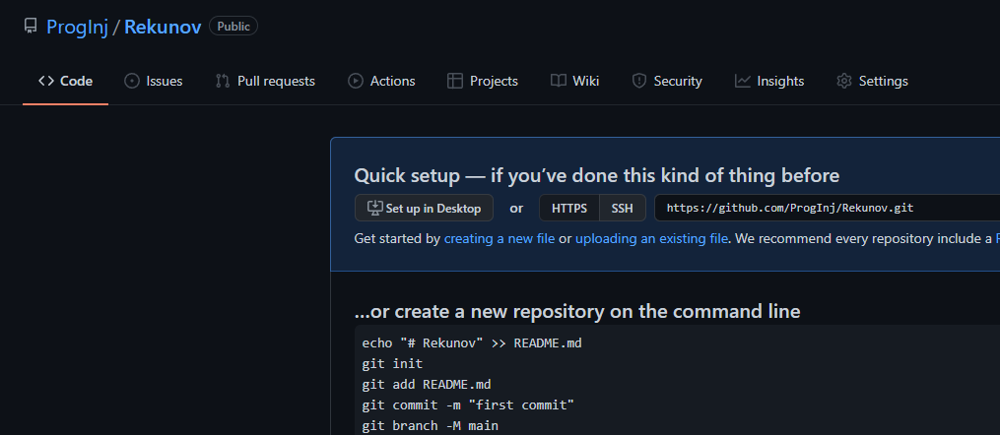 ProgInj / Rekunov Public
Code Issues Pull requests Actions Projects Wiki Security Insights Settings
Quick setup — if you've done this kind of thing before
Set up in Desktop or HTTPS SSH https://github.com/ProgInj/Rekunov.git
Get started by creating a new file or uploading an existing file. We recommend every repository include a
...or create a new repository on the command line
echo "# Rekunov" >> README.md
git init
git add README.md
git commit -m "first commit"
git branch -M main